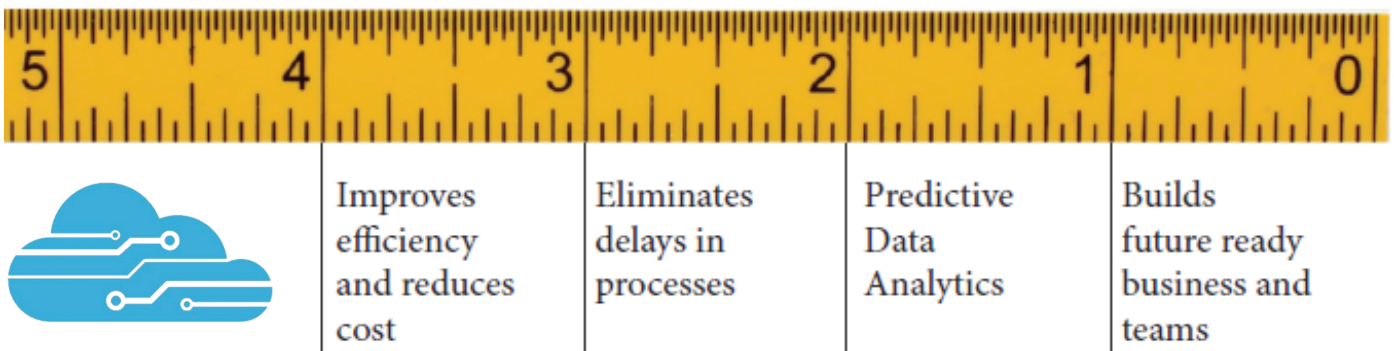 5 4 3 2 1 0
Improves
efficiency
and reduces
cost
Eliminates
delays in
processes
Predictive
Data
Analytics
Builds
future ready
business and
teams